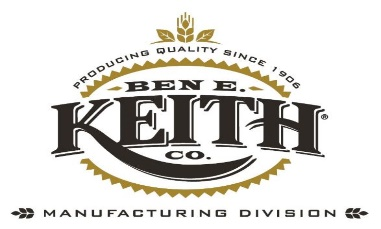 PRODUCING QUALITY SINCE 1906
BEN E.
KEITH®
CO.
MANUFACTURING DIVISION